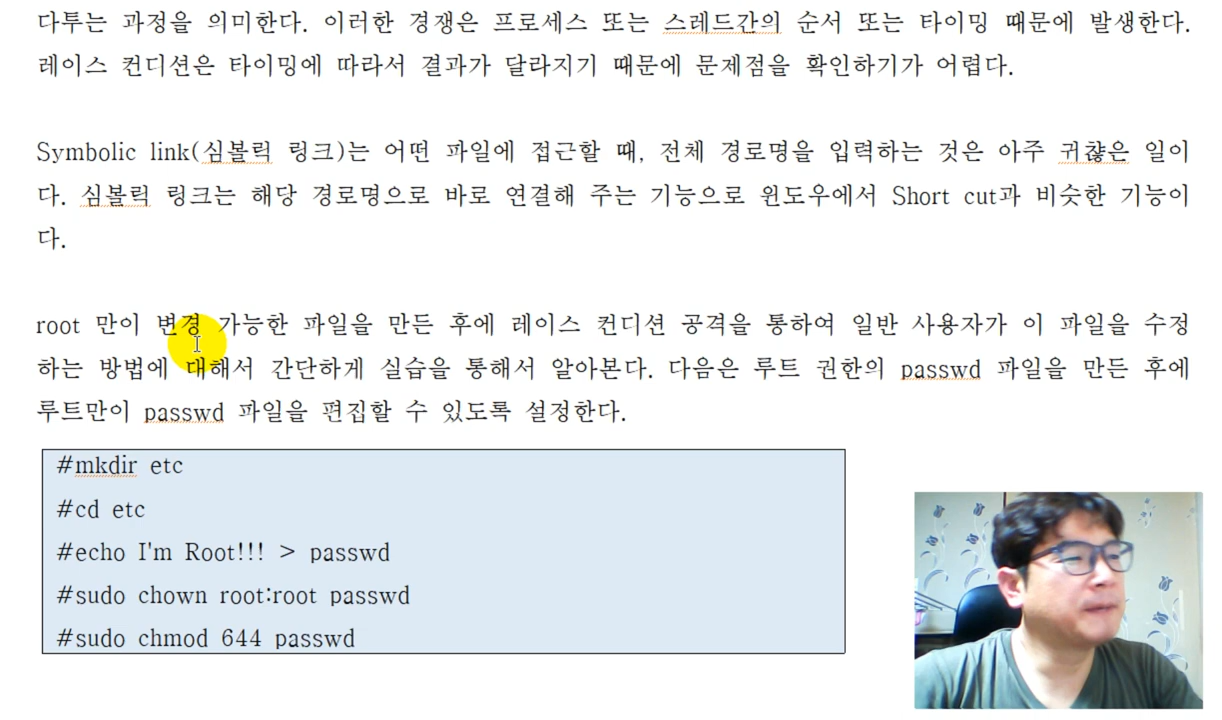 다투는 과정을 의미한다. 이러한 경쟁은 프로세스 또는 스레드간의 순서 또는 타이밍 때문에 발생한다.
레이스 컨디션은 타이밍에 따라서 결과가 달라지기 때문에 문제점을 확인하기가 어렵다.
Symbolic link(심볼릭 링크)는 어떤 파일에 접근할 때, 전체 경로명을 입력하는 것은 아주 귀찮은 일이
다. 심볼릭 링크는 해당 경로명으로 바로 연결해 주는 기능으로 윈도우에서 Short cut과 비슷한 기능이
다.
root 만이 변경 가능한 파일을 만든 후에 레이스 컨디션 공격을 통하여 일반 사용자가 이 파일을 수정
하는 방법에 대해서 간단하게 실습을 통해서 알아본다. 다음은 루트 권한의 passwd 파일을 만든 후에
루트만이 passwd 파일을 편집할 수 있도록 설정한다.
#mkdir etc
#cd etc
#echo I'm Root!!! > passwd
#sudo chown root:root passwd
#sudo chmod 644 passwd